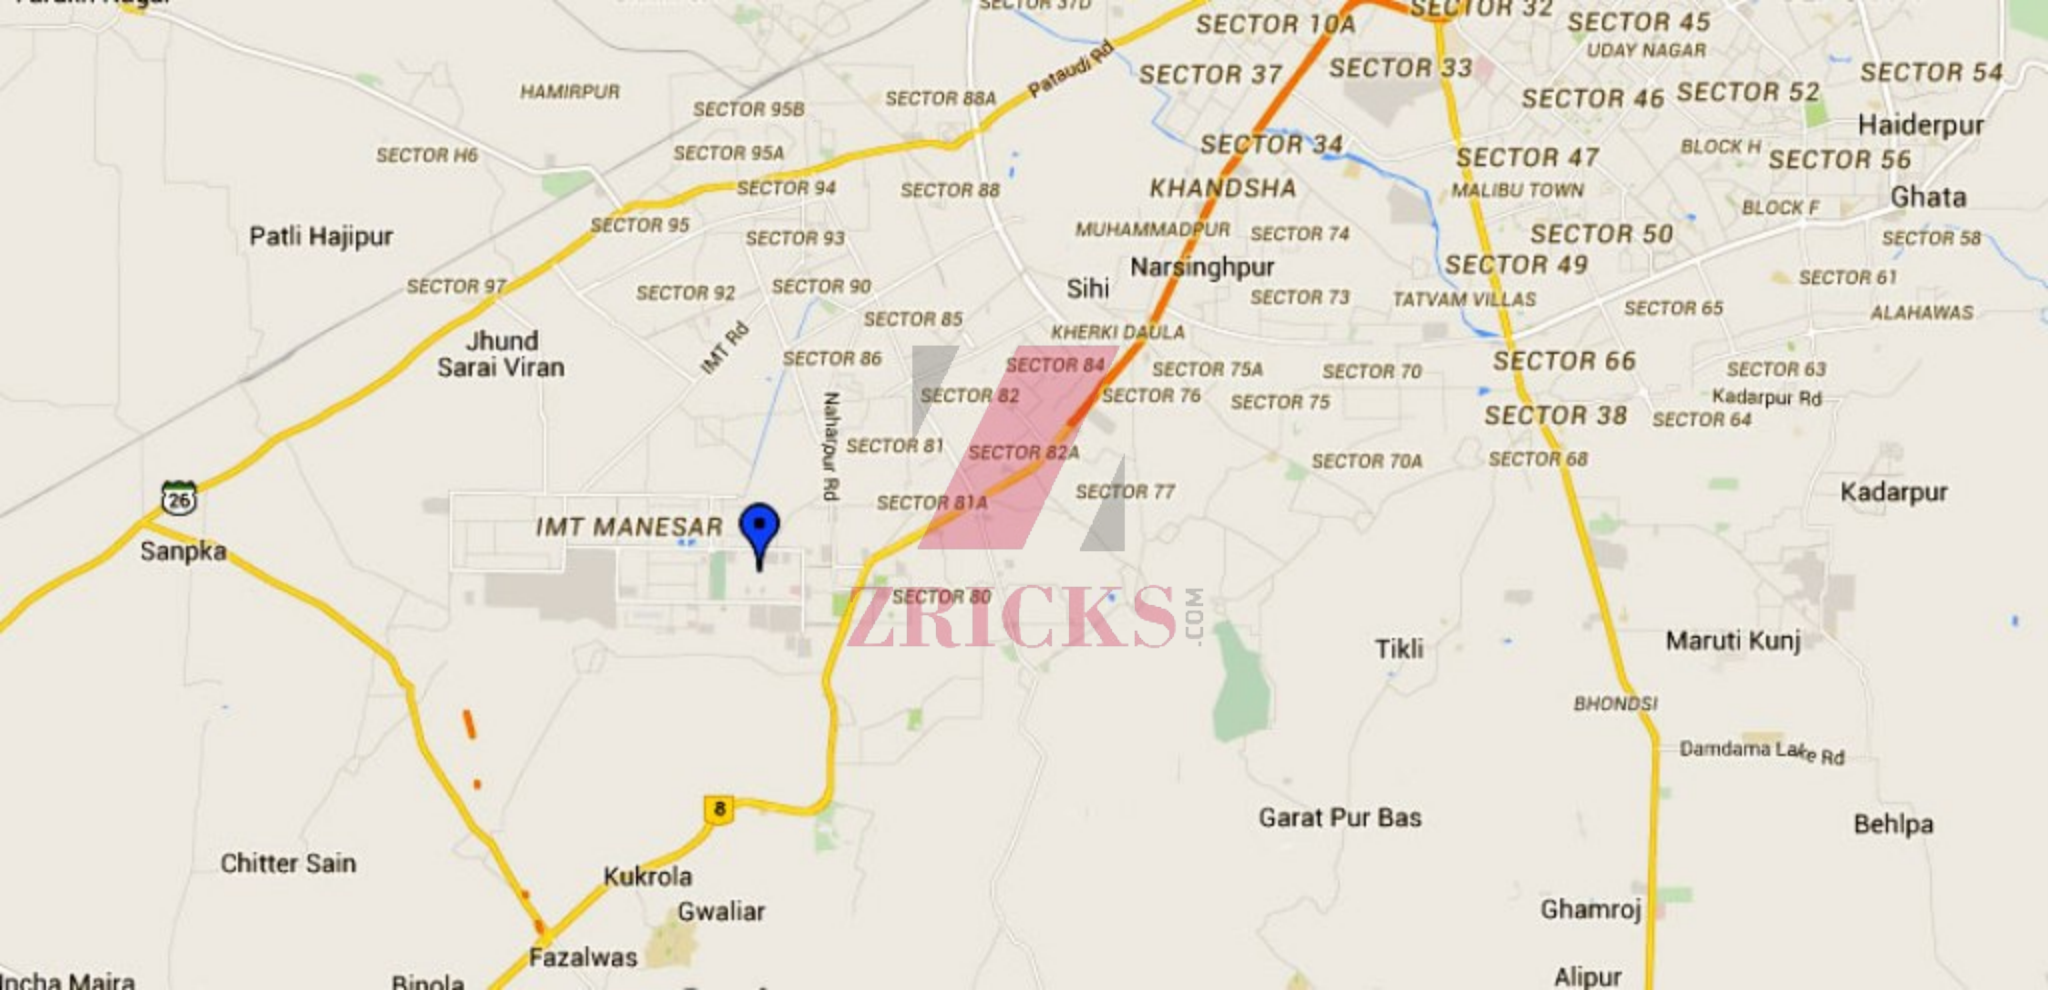 SECTOR 37D
SECTOR 32
SECTOR 10A
SECTOR 45
UDAY NAGAR
Pataudi Rd
SECTOR 37
SECTOR 33
SECTOR 54
HAMIRPUR
SECTOR 95B
SECTOR 88A
SECTOR 46
SECTOR 52
Haiderpur
SECTOR H6
SECTOR 95A
SECTOR 34
SECTOR 47
BLOCK H
SECTOR 56
SECTOR 94
SECTOR 88
KHANDSHA
MALIBU TOWN
Ghata
BLOCK F
SECTOR 95
Patli Hajipur
SECTOR 93
MUHAMMADPUR
SECTOR 74
SECTOR 50
SECTOR 58
Narsinghpur
SECTOR 49
SECTOR 61
SECTOR 97
SECTOR 92
SECTOR 90
Sihi
SECTOR 73
TATVAM VILLAS
SECTOR 65
ALAHAWAS
SECTOR 85
KHERKI DAULA
Jhund
Sarai Viran
IMT Rd
SECTOR 86
SECTOR 84
SECTOR 75A
SECTOR 70
SECTOR 66
SECTOR 63
SECTOR 82
SECTOR 76
SECTOR 75
Kadarpur Rd
SECTOR 38
SECTOR 64
Naharpur Rd
SECTOR 81
SECTOR 82A
SECTOR 70A
SECTOR 68
26
SECTOR 81A
SECTOR 77
Kadarpur
IMT MANESAR
Sanpka
SECTOR 80
ZRICKS
.COM
Tikli
Maruti Kunj
BHONDSI
Damdama Lake Rd
8
Garat Pur Bas
Behlpa
Chitter Sain
Kukrola
Gwaliar
Ghamroj
Fazalwas
Alipur